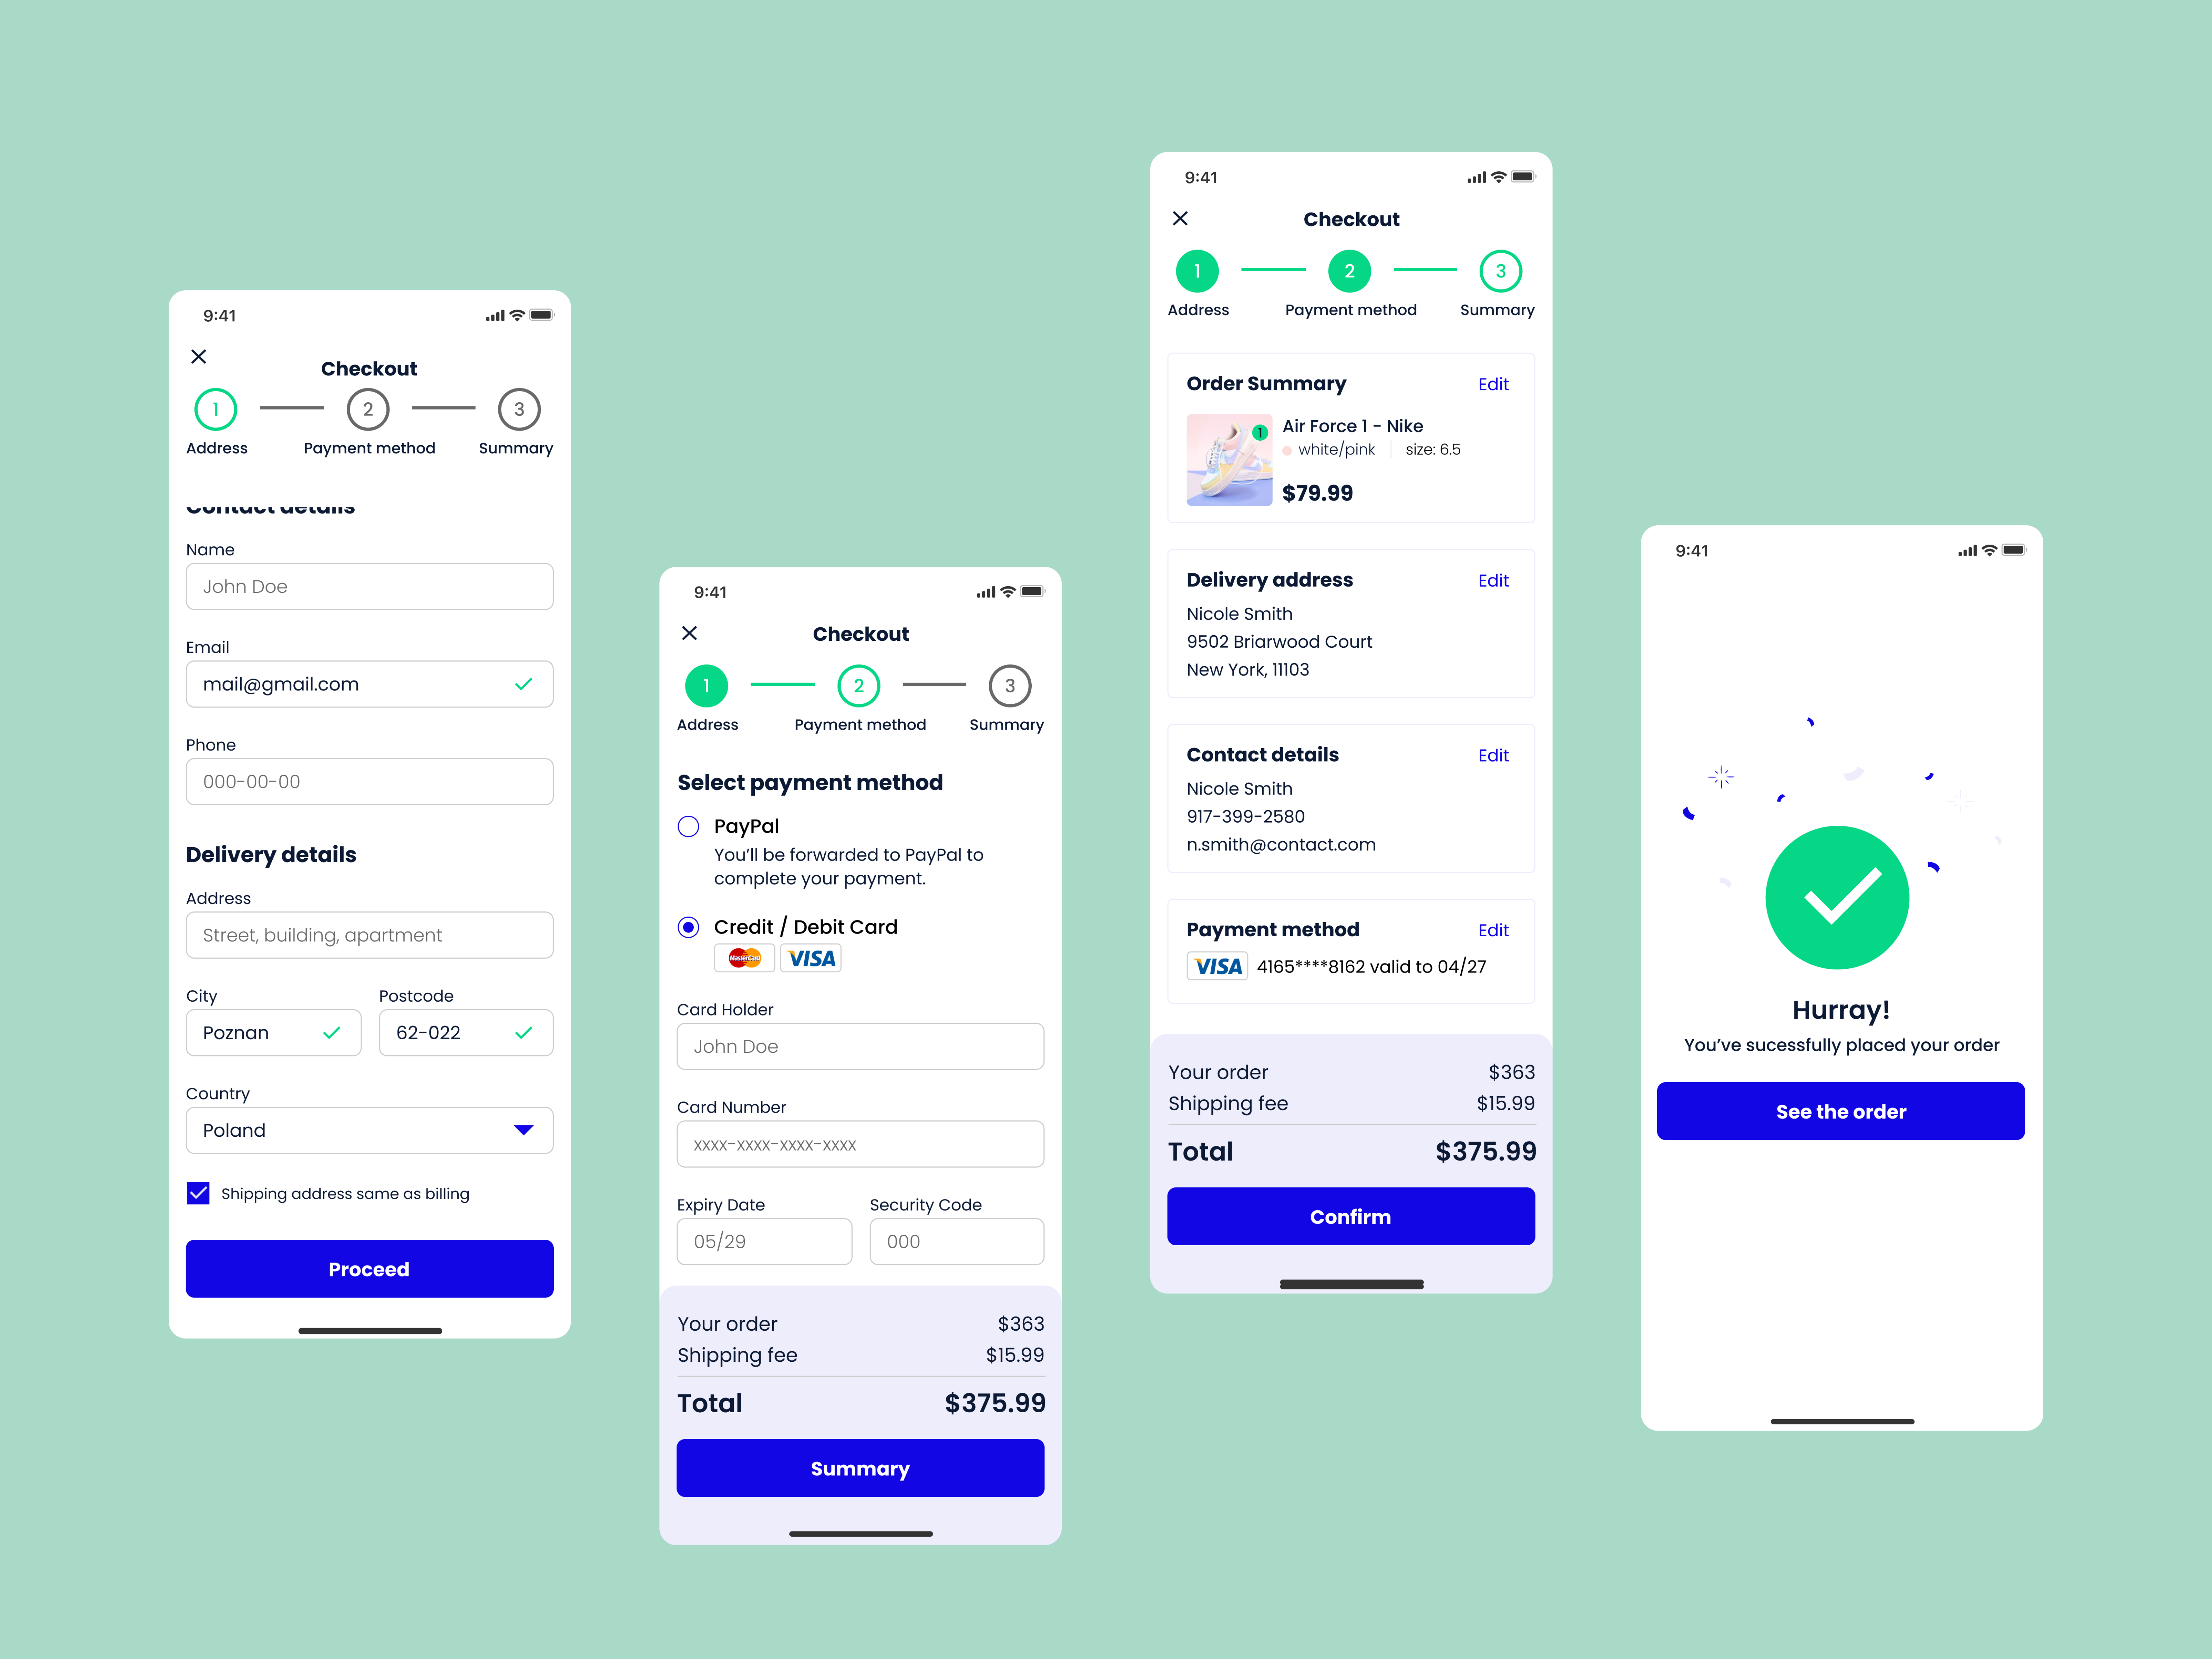 9:41
Checkout
1
2
3
Address
Payment method
Summary
Contact details
Name
John Doe
Email
mail@gmail.com
Phone
000-00-00
Delivery details
Address
Street, building, apartment
City
Postcode
Poznan
62-022
Country
Poland
Shipping address same as billing
Proceed
9:41
Checkout
1
2
3
Address
Payment method
Summary
Select payment method
PayPal
You'll be forwarded to PayPal to
complete your payment.
Credit / Debit Card
MasterCard
VISA
Card Holder
John Doe
Card Number
xxxx-xxxx-xxxx-xxxx
Expiry Date
Security Code
05/29
000
Your order $363
Shipping fee $15.99
Total $375.99
Summary
9:41
Checkout
1
2
3
Address
Payment method
Summary
Order Summary Edit
1
Air Force 1 - Nike
white/pink size: 6.5
$79.99
Delivery address Edit
Nicole Smith
9502 Briarwood Court
New York, 11103
Contact details Edit
Nicole Smith
917-399-2580
n.smith@contact.com
Payment method Edit
VISA 4165****8162 valid to 04/27
Your order $363
Shipping fee $15.99
Total $375.99
Confirm
9:41
Hurray!
You've sucessfully placed your order
See the order